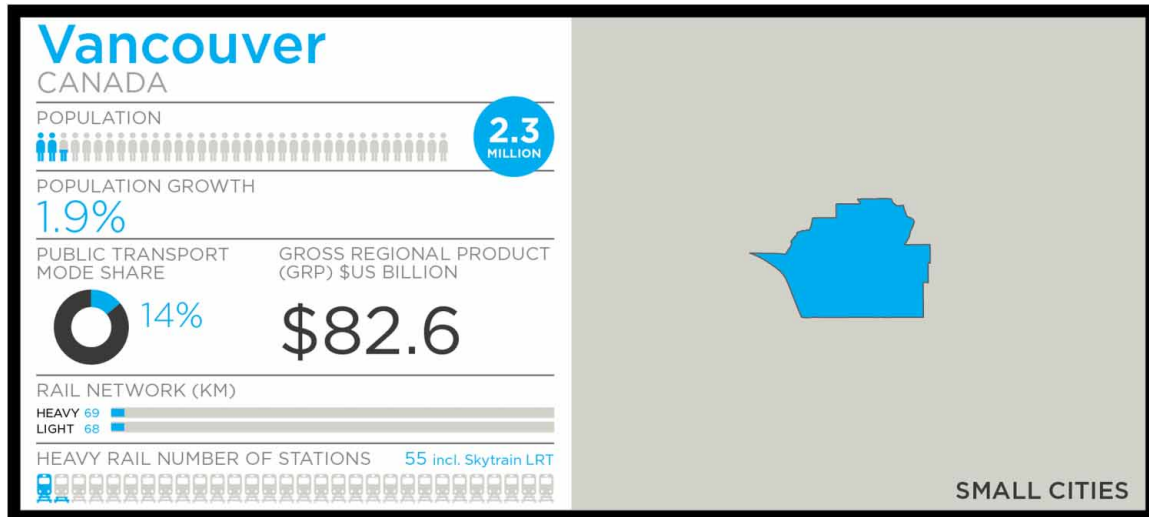 Vancouver
CANADA
POPULATION
2.3
MILLION
POPULATION GROWTH
1.9%
PUBLIC TRANSPORT
MODE SHARE
14%
GROSS REGIONAL PRODUCT
(GRP) $US BILLION
$82.6
RAIL NETWORK (KM)
HEAVY 69
LIGHT 68
HEAVY RAIL NUMBER OF STATIONS 55 incl. Skytrain LRT
SMALL CITIES